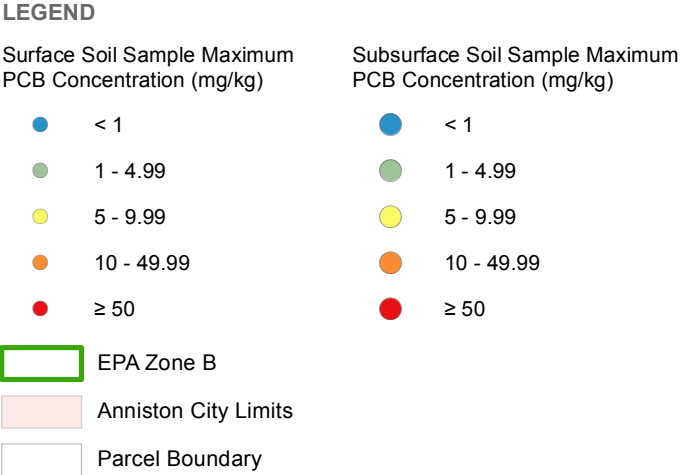 LEGEND
Surface Soil Sample Maximum
PCB Concentration (mg/kg)
< 1
1 - 4.99
5 - 9.99
10 - 49.99
≥ 50
Subsurface Soil Sample Maximum
PCB Concentration (mg/kg)
< 1
1 - 4.99
5 - 9.99
10 - 49.99
≥ 50
EPA Zone B
Anniston City Limits
Parcel Boundary